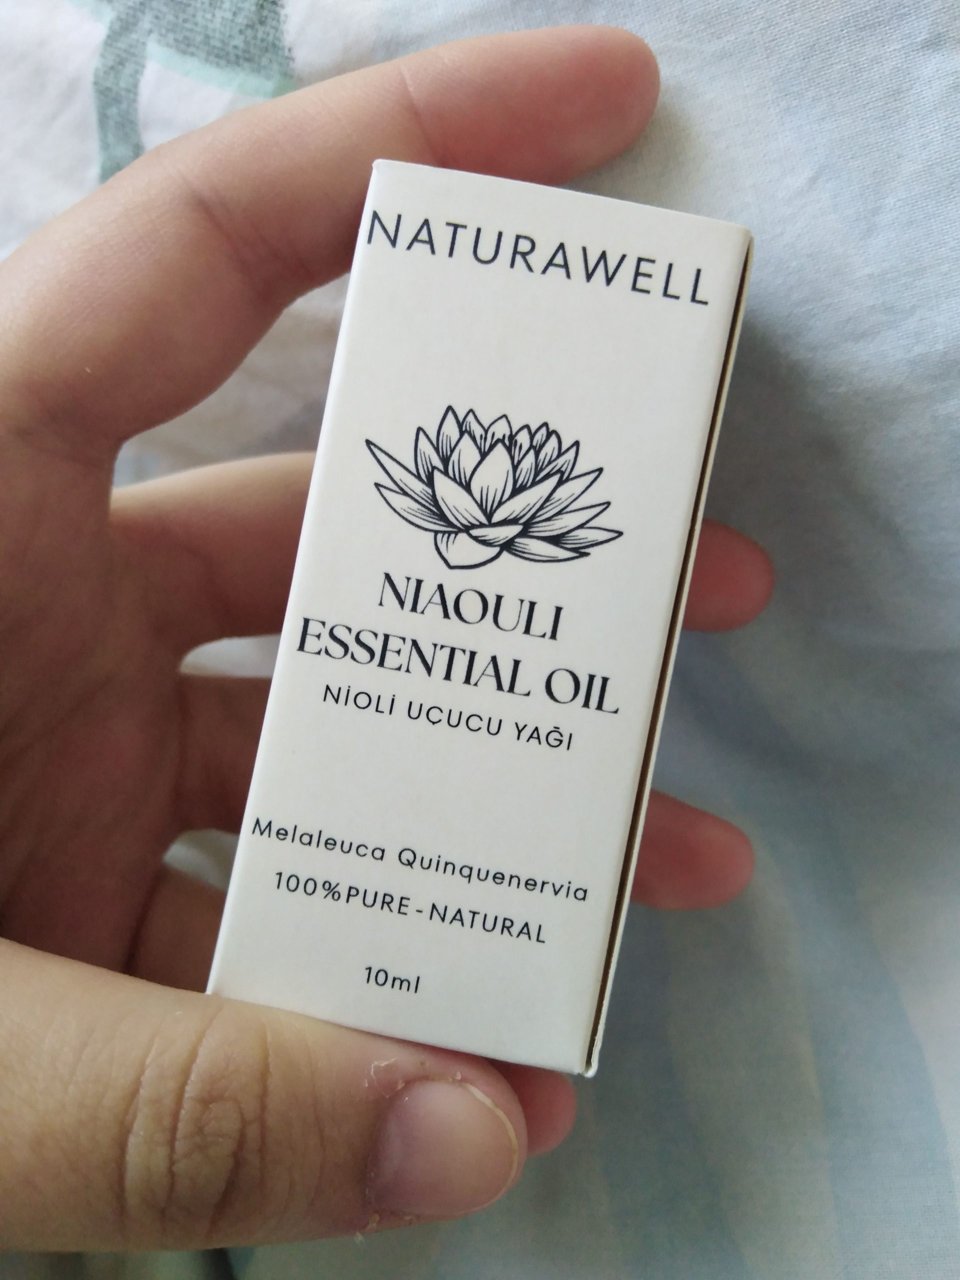 NATURAWELL
NIAOULI
ESSENTIAL OIL
NİOLİ UÇUCU YAĞI
Melaleuca Quinquenervia
100%PURE-NATURAL
10ml